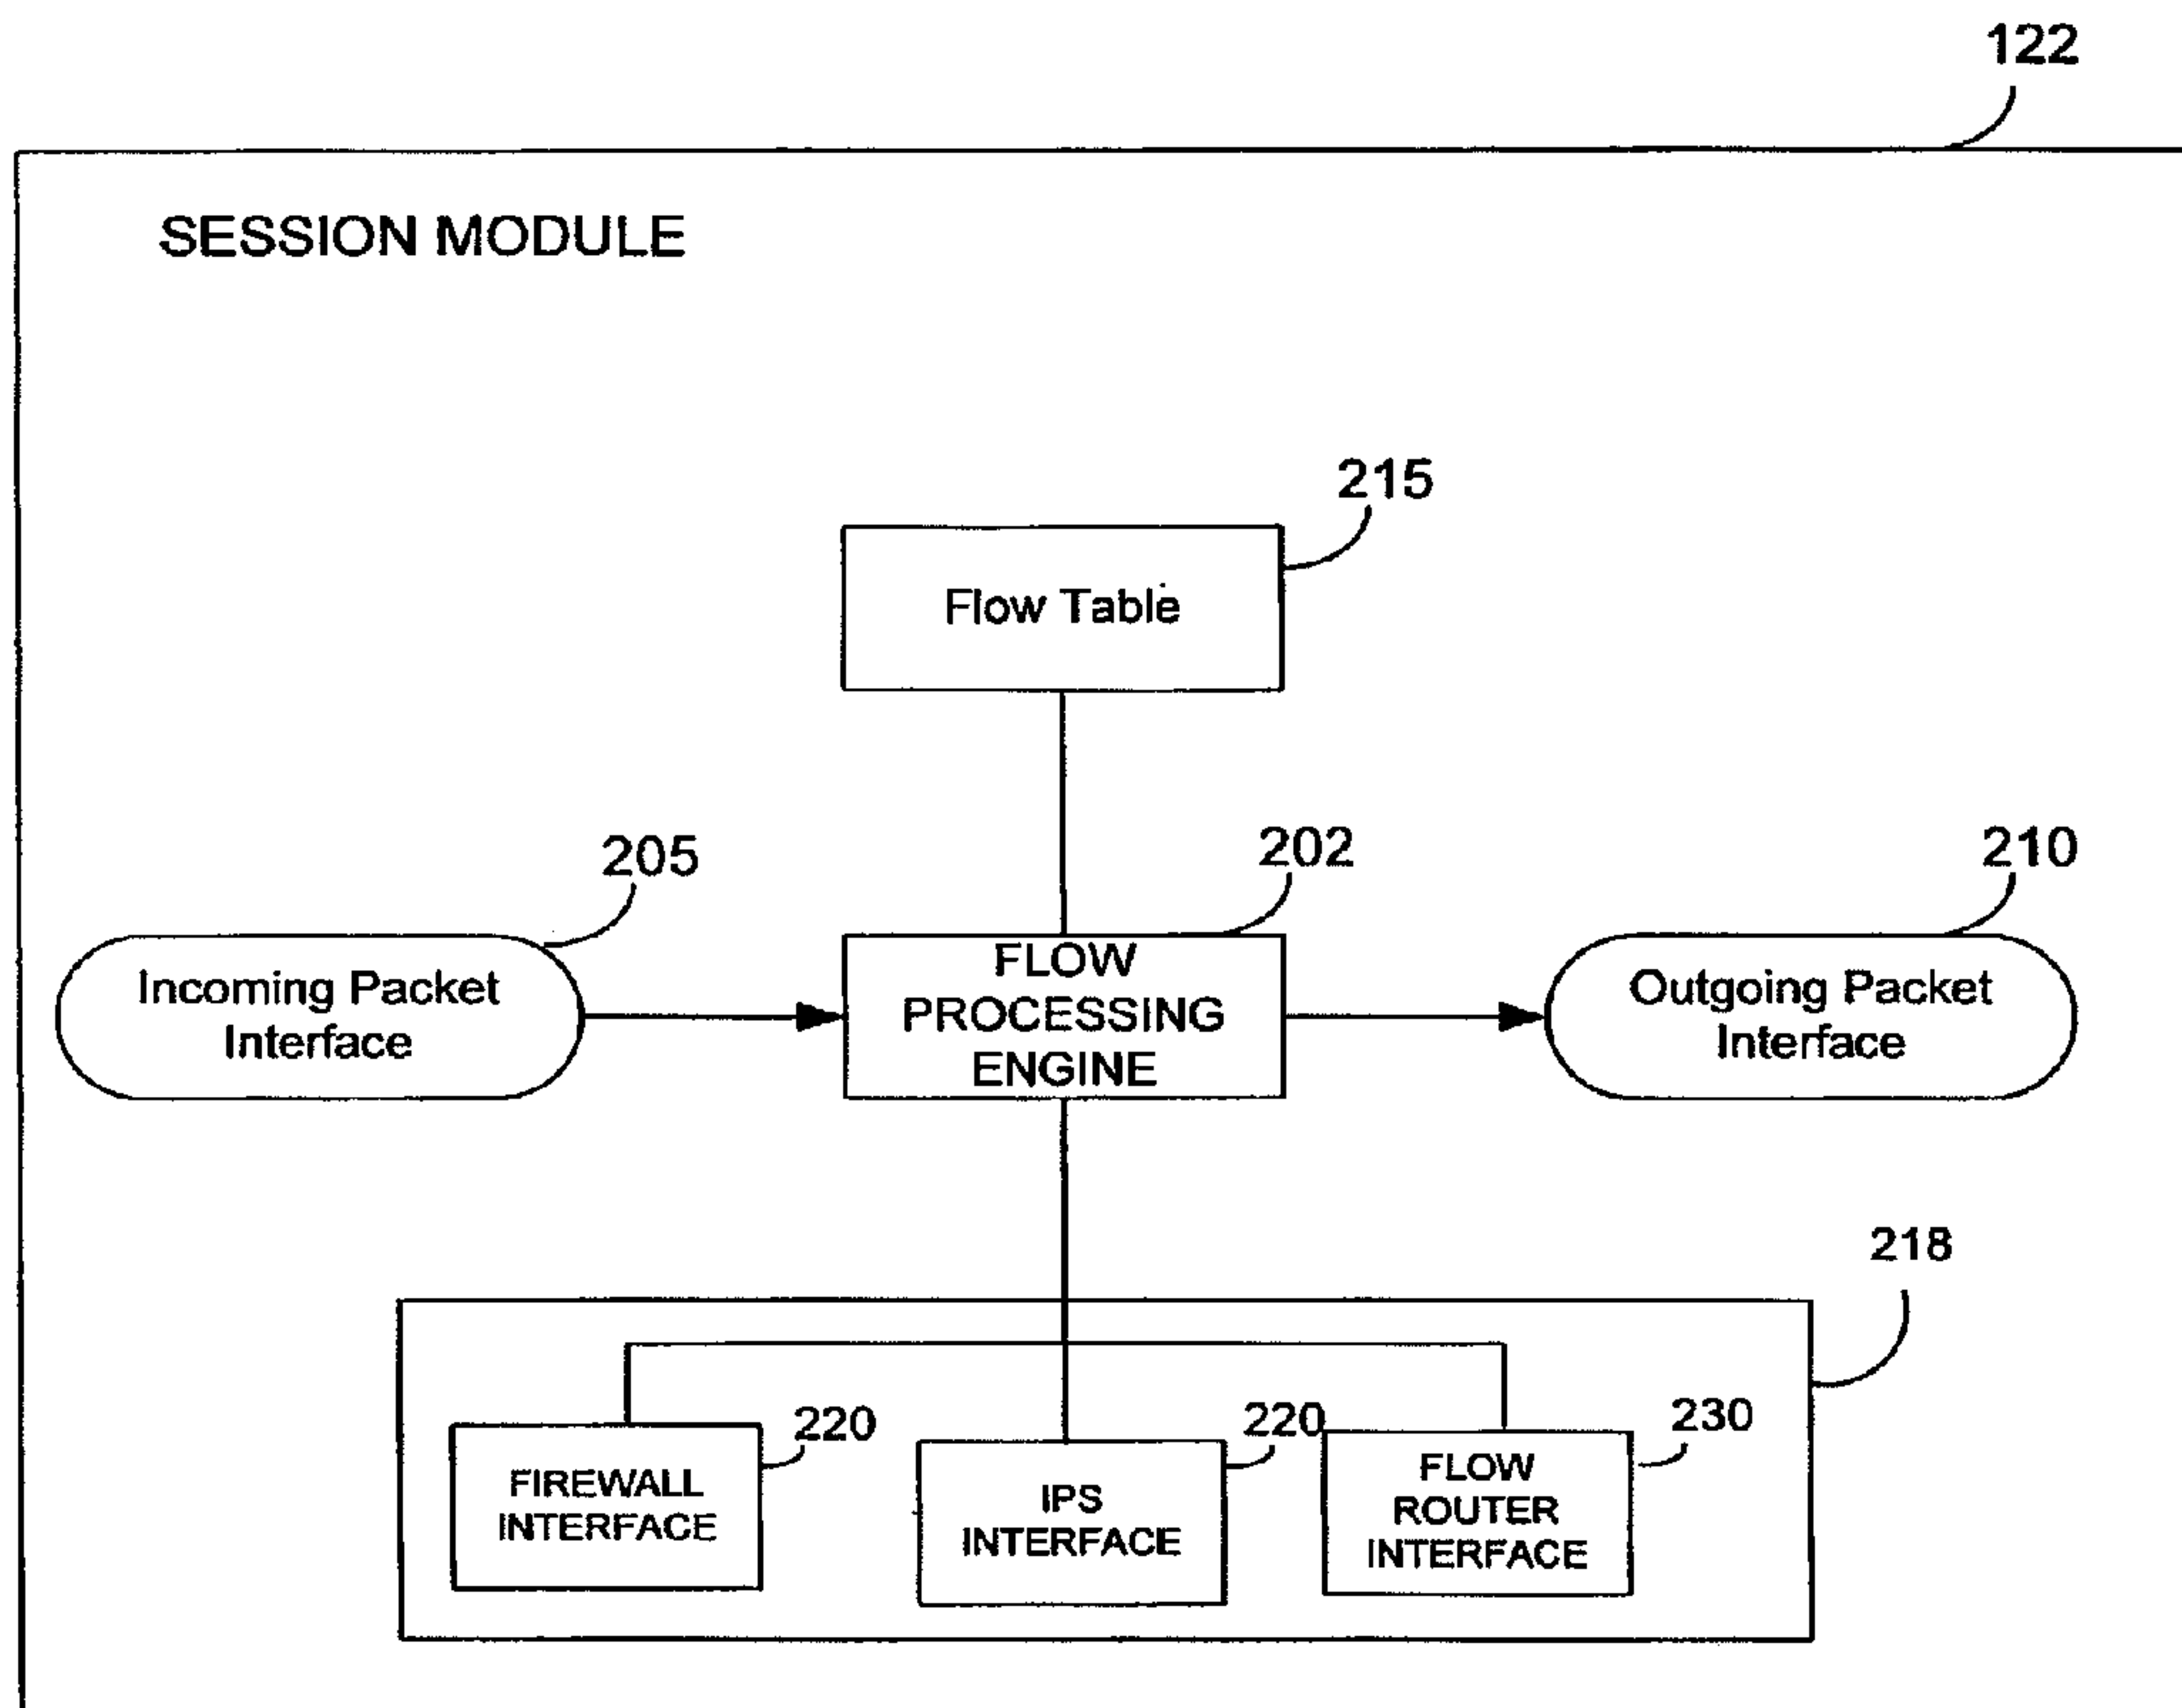 122
SESSION MODULE
215
Flow Table
205
202
210
Incoming Packet
Interface
FLOW
PROCESSING
ENGINE
Outgoing Packet
Interface
218
220
220
230
FIREWALL
INTERFACE
IPS
INTERFACE
FLOW
ROUTER
INTERFACE